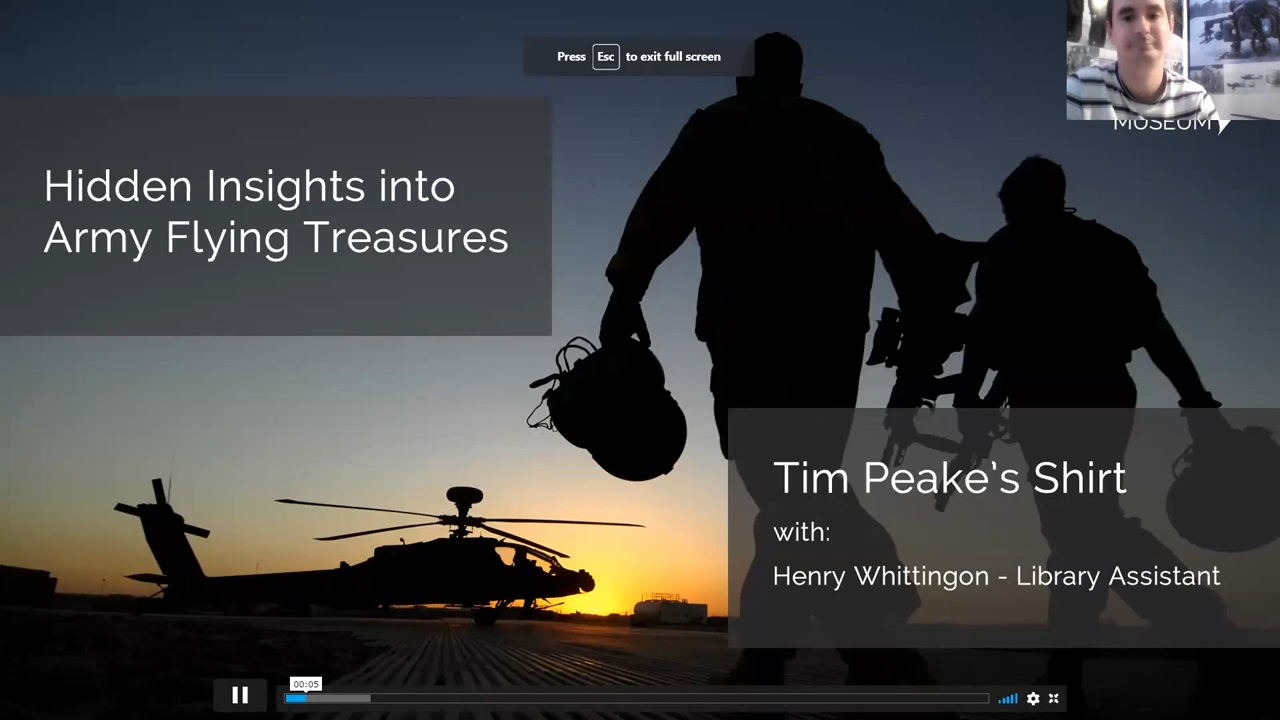 Press Esc to exit full screen
MUSEUM
Hidden Insights into
Army Flying Treasures
Tim Peake's Shirt
with:
Henry Whittingon - Library Assistant
00:05